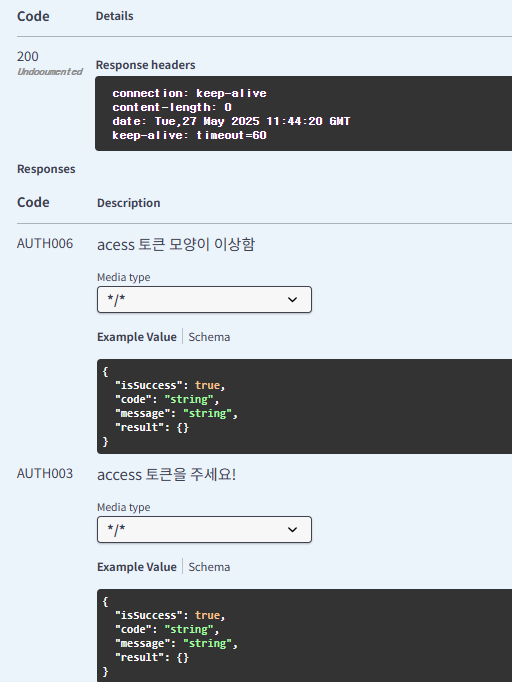 Code Details
200
Undocumented
Response headers
connection: keep-alive
content-length: 0
date: Tue,27 May 2025 11:44:20 GMT
keep-alive: timeout=60
Responses
Code Description
AUTH006 acess 토큰 모양이 이상함
Media type
*/*
Example Value Schema
{
"isSuccess": true,
"code": "string",
"message": "string",
"result": {}
}
AUTH003 access 토큰을 주세요!
Media type
*/*
Example Value Schema
{
"isSuccess": true,
"code": "string",
"message": "string",
"result": {}
}